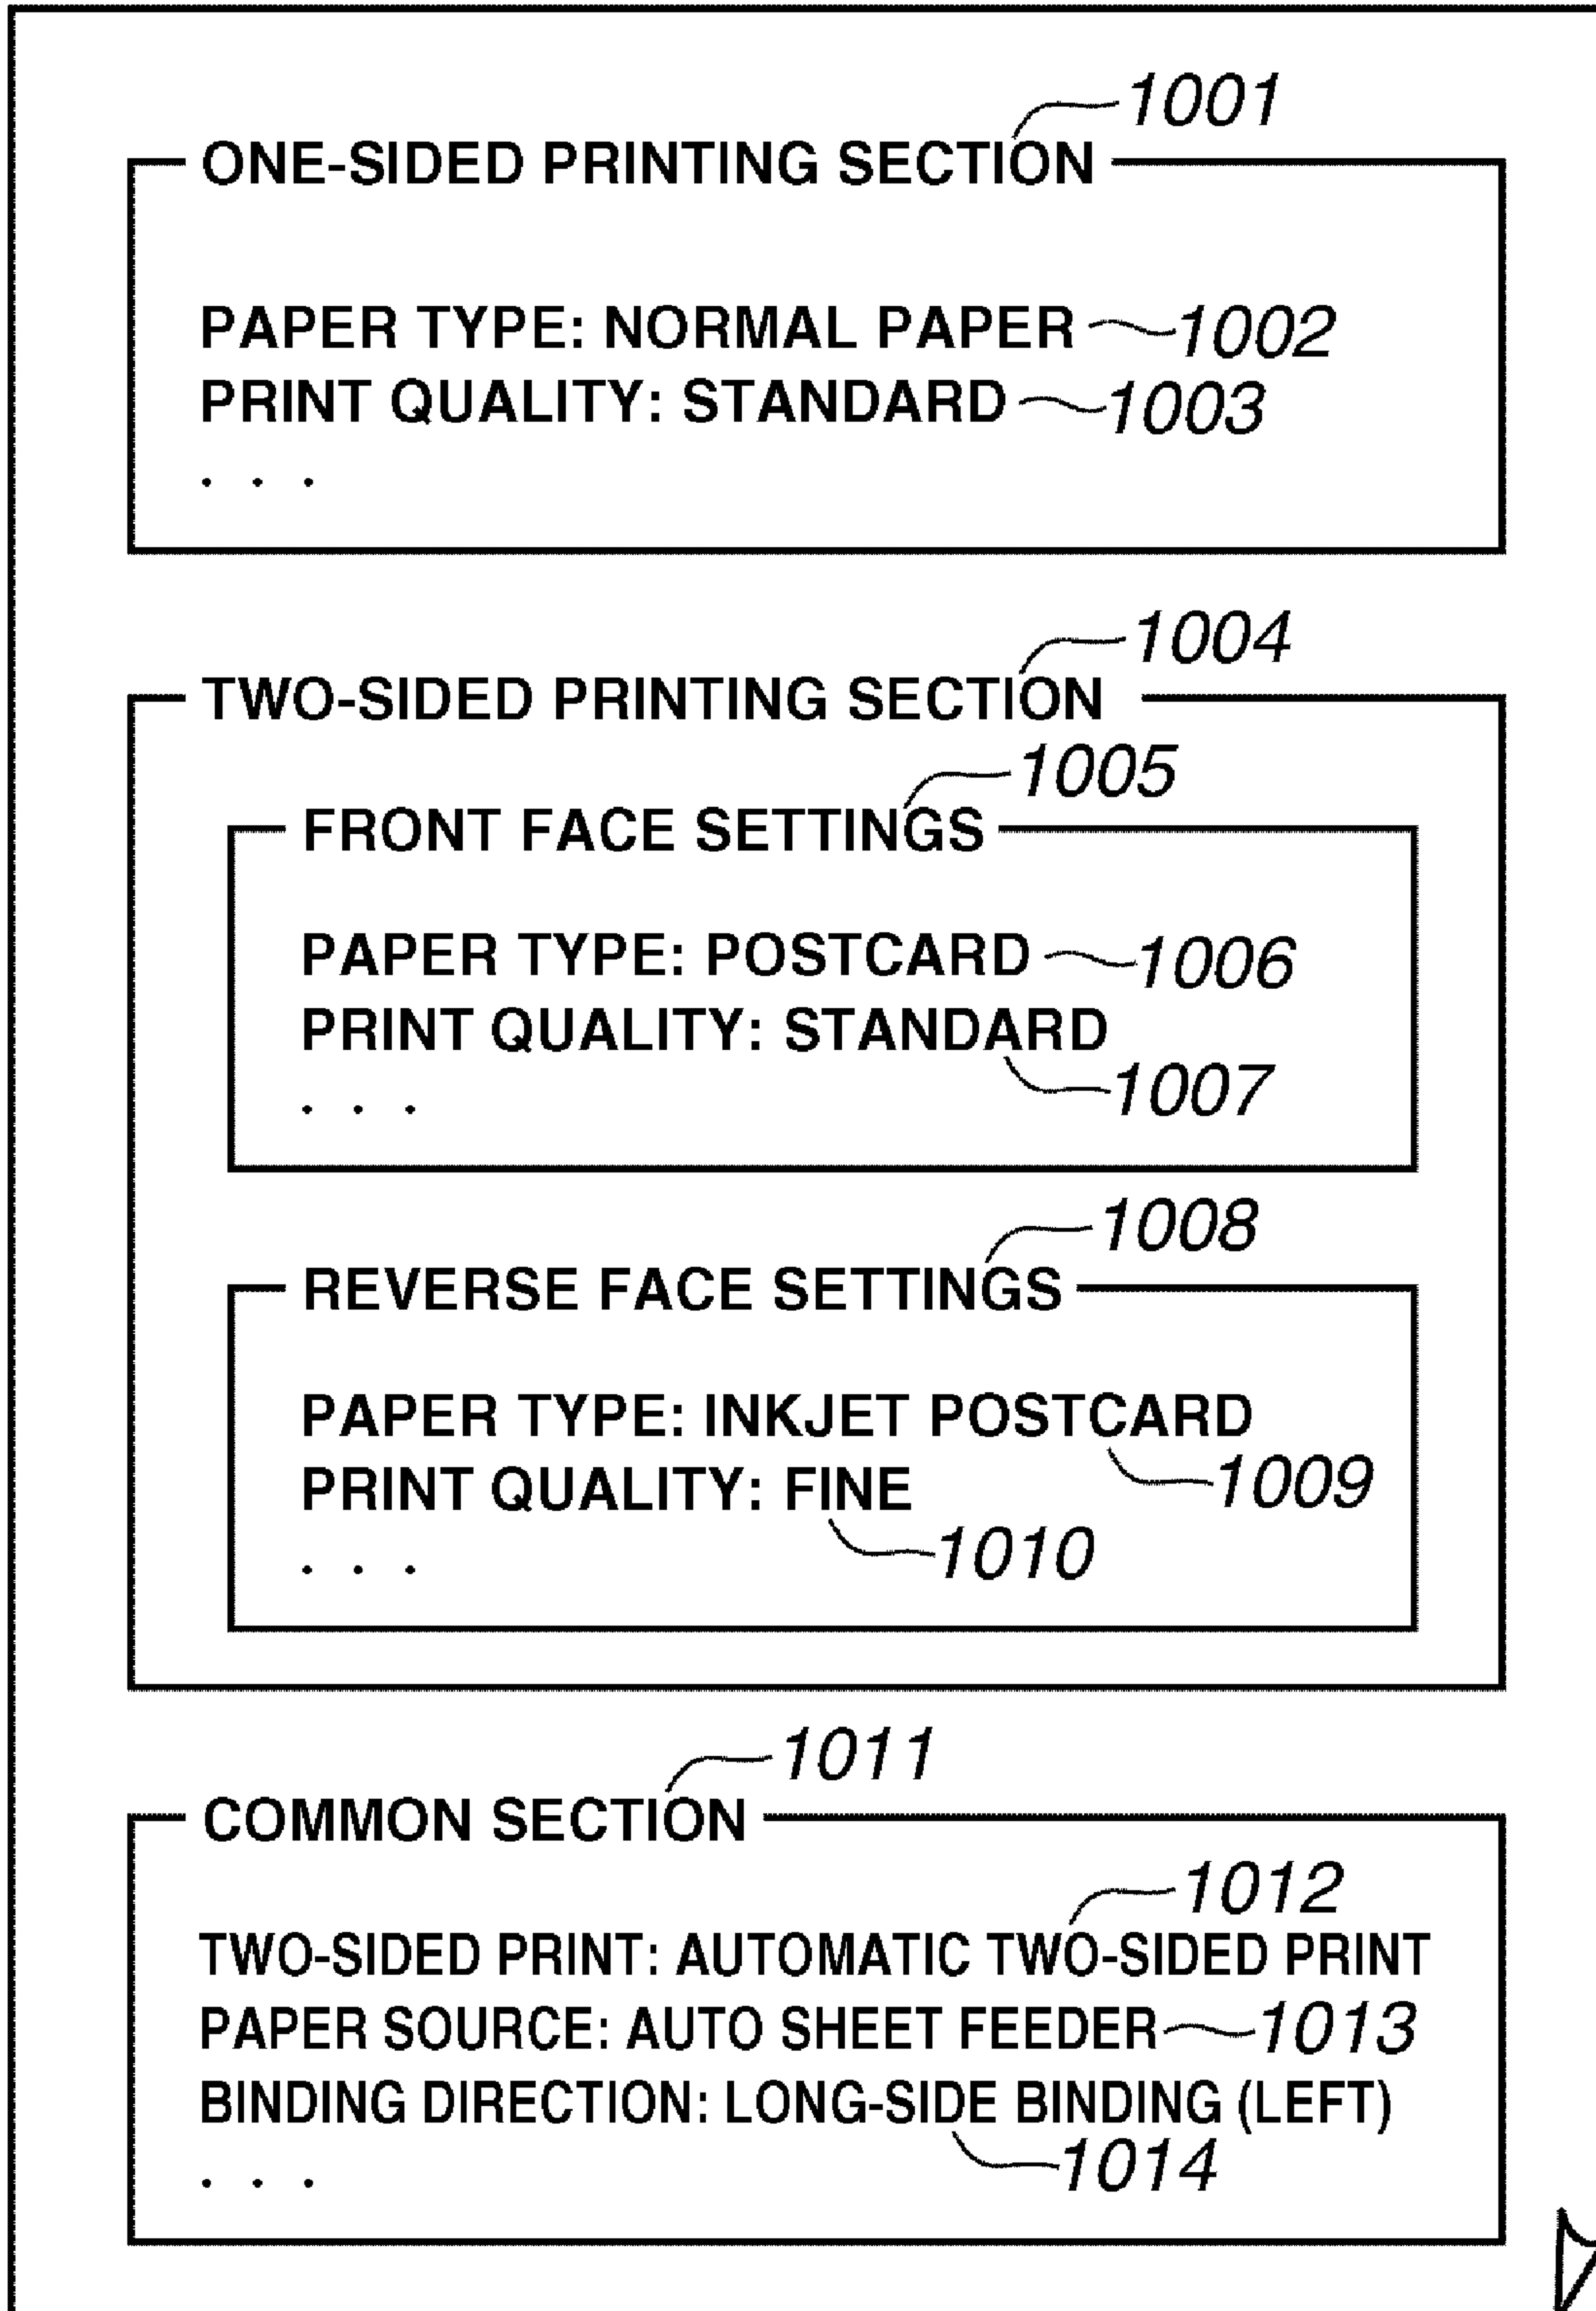 1001
ONE-SIDED PRINTING SECTION
PAPER TYPE: NORMAL PAPER 1002
PRINT QUALITY: STANDARD 1003
. . .
1004
TWO-SIDED PRINTING SECTION
1005
FRONT FACE SETTINGS
PAPER TYPE: POSTCARD 1006
PRINT QUALITY: STANDARD
1007
. . .
1008
REVERSE FACE SETTINGS
PAPER TYPE: INKJET POSTCARD
1009
PRINT QUALITY: FINE
1010
. . .
1011
COMMON SECTION
1012
TWO-SIDED PRINT: AUTOMATIC TWO-SIDED PRINT
PAPER SOURCE: AUTO SHEET FEEDER 1013
BINDING DIRECTION: LONG-SIDE BINDING (LEFT)
1014
. . .